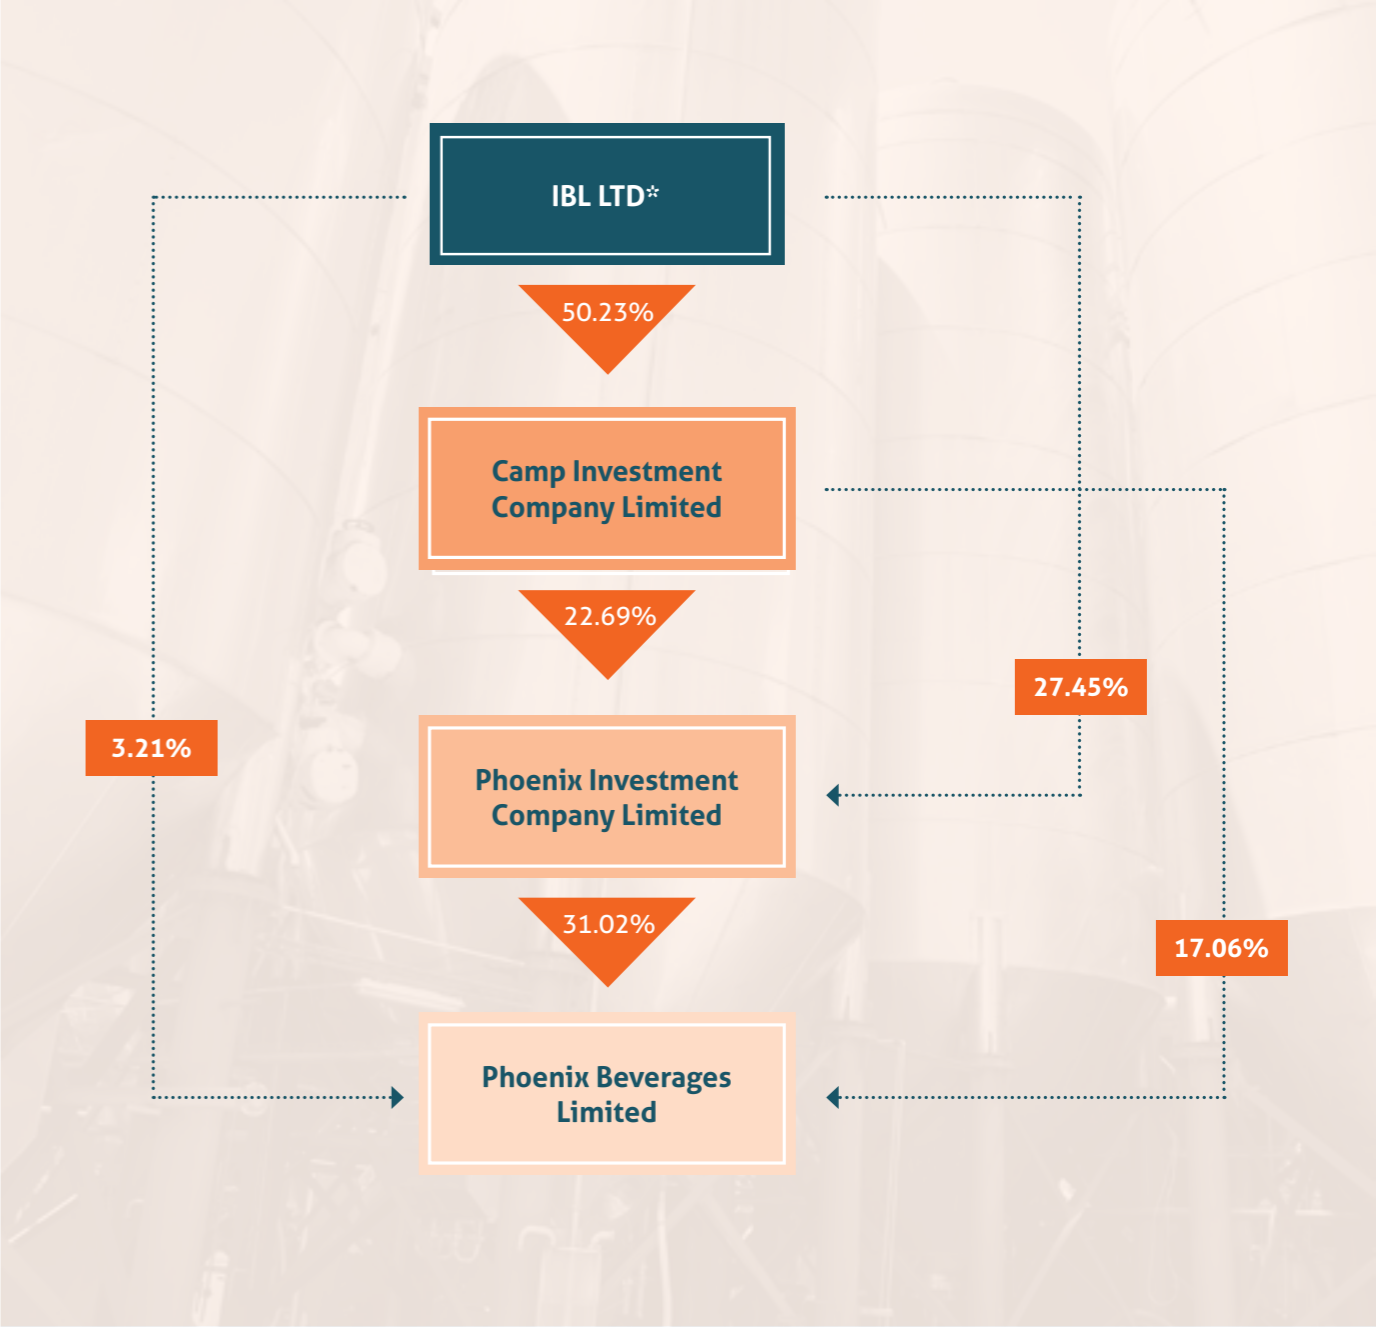 IBL LTD*
50.23%
Camp Investment
Company Limited
22.69%
27.45%
3.21%
Phoenix Investment
Company Limited
31.02%
17.06%
Phoenix Beverages
Limited